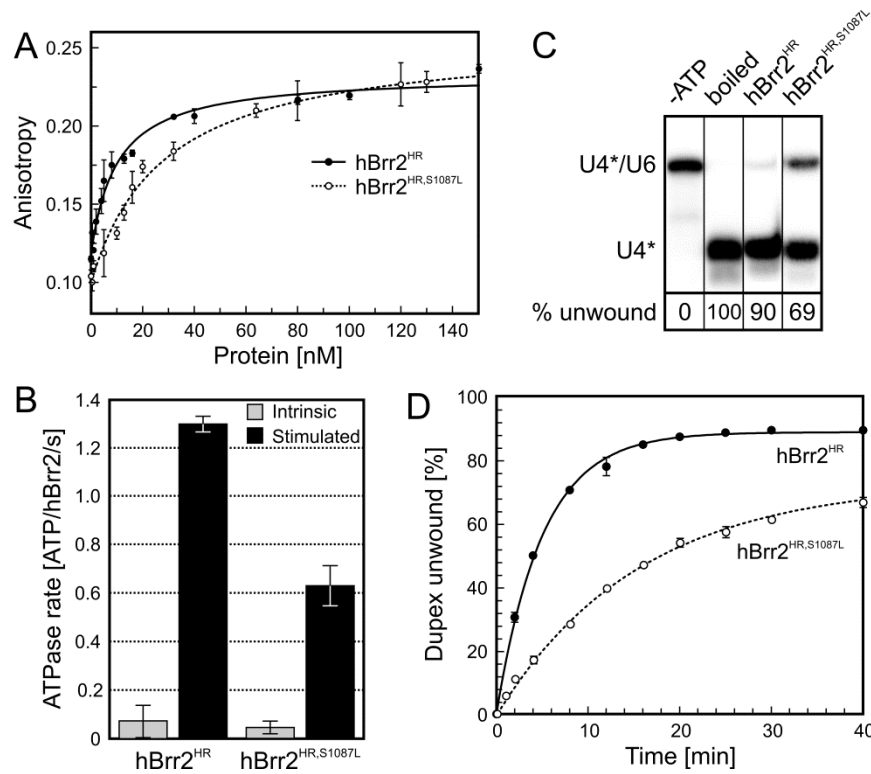 A
0.25
0.20
0.15
0.10
Anisotropy
hBrr2HR
hBrr2HR,S1087L
0 20 40 60 80 100 120 140
Protein [nM]
B
1.4
1.2
1.0
0.8
0.6
0.4
0.2
0
ATPase rate [ATP/hBrr2/s]
Intrinsic
Stimulated
hBrr2HR hBrr2HR,S1087L
C
-ATP boiled hBrr2HR hBrr2HR,S1087L
U4*/U6
U4*
% unwound 0 100 90 69
D
100
80
60
40
20
0
Dupex unwound [%]
hBrr2HR
hBrr2HR,S1087L
0 10 20 30 40
Time [min]